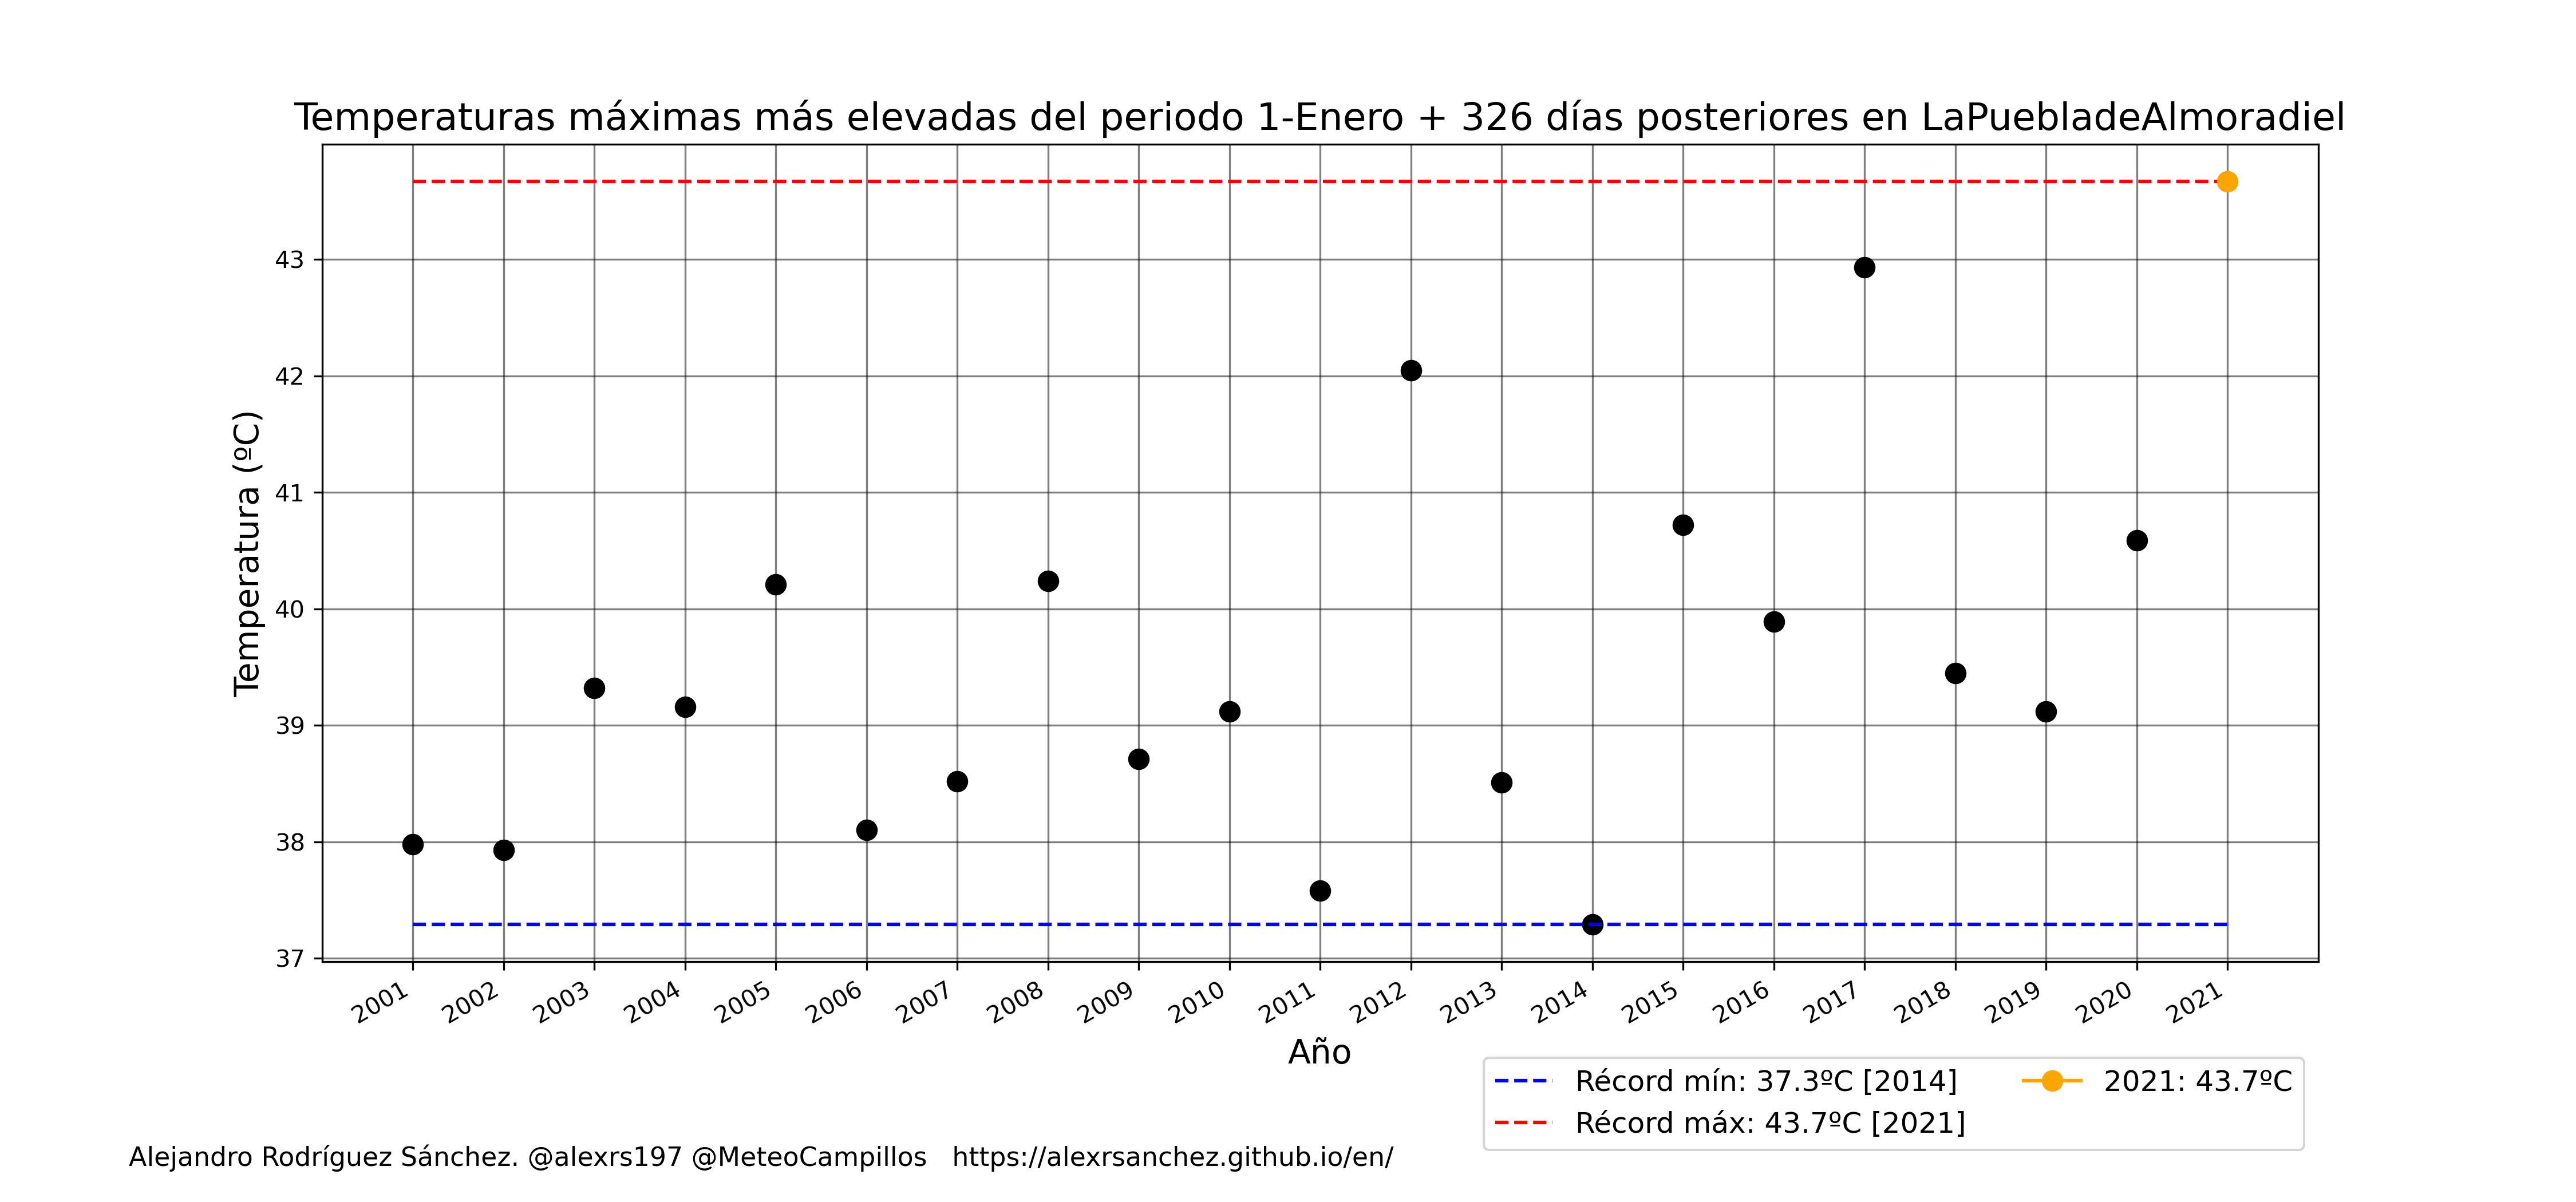 Temperaturas máximas más elevadas del periodo 1-Enero + 326 días posteriores en LaPuebladeAlmoradiel
Temperatura (ºC)
43
42
41
40
39
38
37
2001 2002 2003 2004 2005 2006 2007 2008 2009 2010 2011 2012 2013 2014 2015 2016 2017 2018 2019 2020 2021
Año
Récord mín: 37.3ºC [2014]
Récord máx: 43.7ºC [2021]
2021: 43.7ºC
Alejandro Rodríguez Sánchez. @alexrs197 @MeteoCampillos https://alexrsanchez.github.io/en/